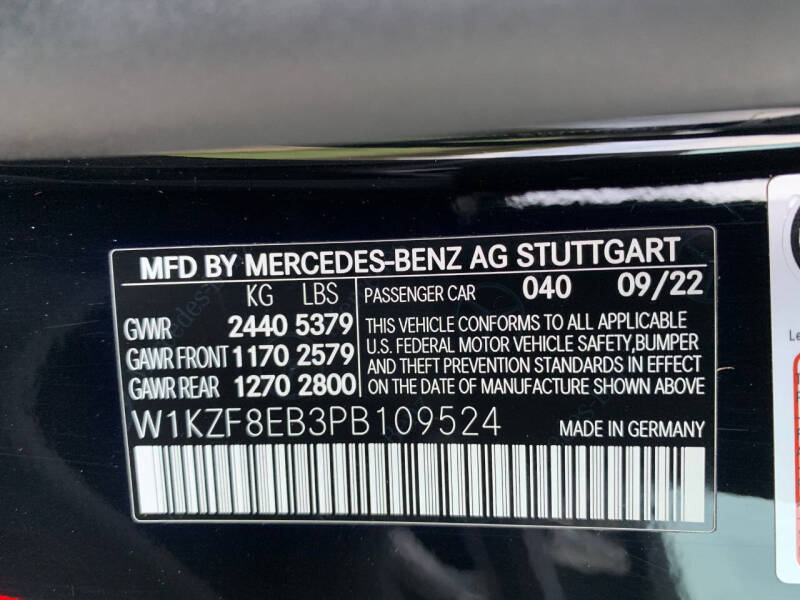 MFD BY MERCEDES-BENZ AG STUTTGART
KG LBS
GVWR 2440 5379
GAWR FRONT 1170 2579
GAWR REAR 1270 2800
PASSENGER CAR 040 09/22
THIS VEHICLE CONFORMS TO ALL APPLICABLE
U.S. FEDERAL MOTOR VEHICLE SAFETY,BUMPER
AND THEFT PREVENTION STANDARDS IN EFFECT
ON THE DATE OF MANUFACTURE SHOWN ABOVE
W1KZF8EB3PB109524 MADE IN GERMANY